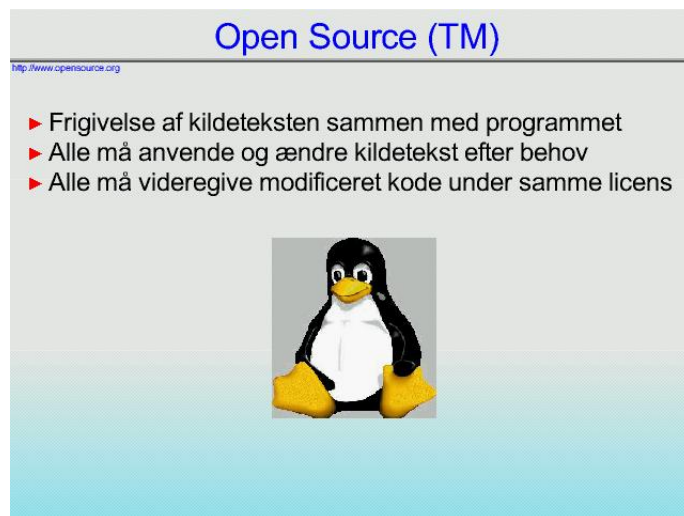 Open Source (TM)
http://www.opensource.org
Frigivelse af kildeteksten sammen med programmet
Alle må anvende og ændre kildetekst efter behov
Alle må videregive modificeret kode under samme licens